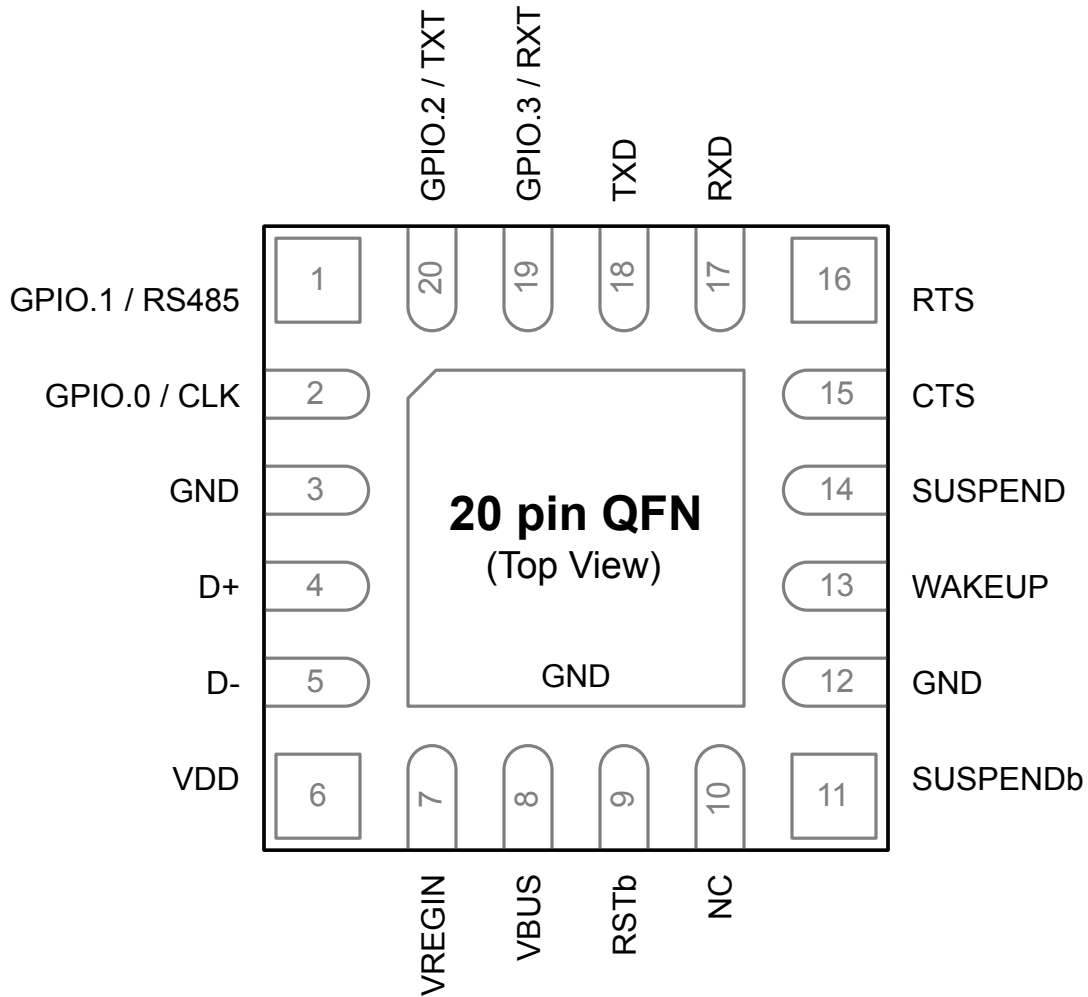 GPIO.2 / TXT
GPIO.3 / RXT
TXD
RXD
1
20
19
18
17
16
GPIO.1 / RS485
RTS
GPIO.0 / CLK
2
15
CTS
GND
3
14
SUSPEND
20 pin QFN
(Top View)
D+
4
13
WAKEUP
D-
5
GND
12
GND
VDD
6
7
8
9
10
11
SUSPENDb
VREGIN
VBUS
RSTb
NC